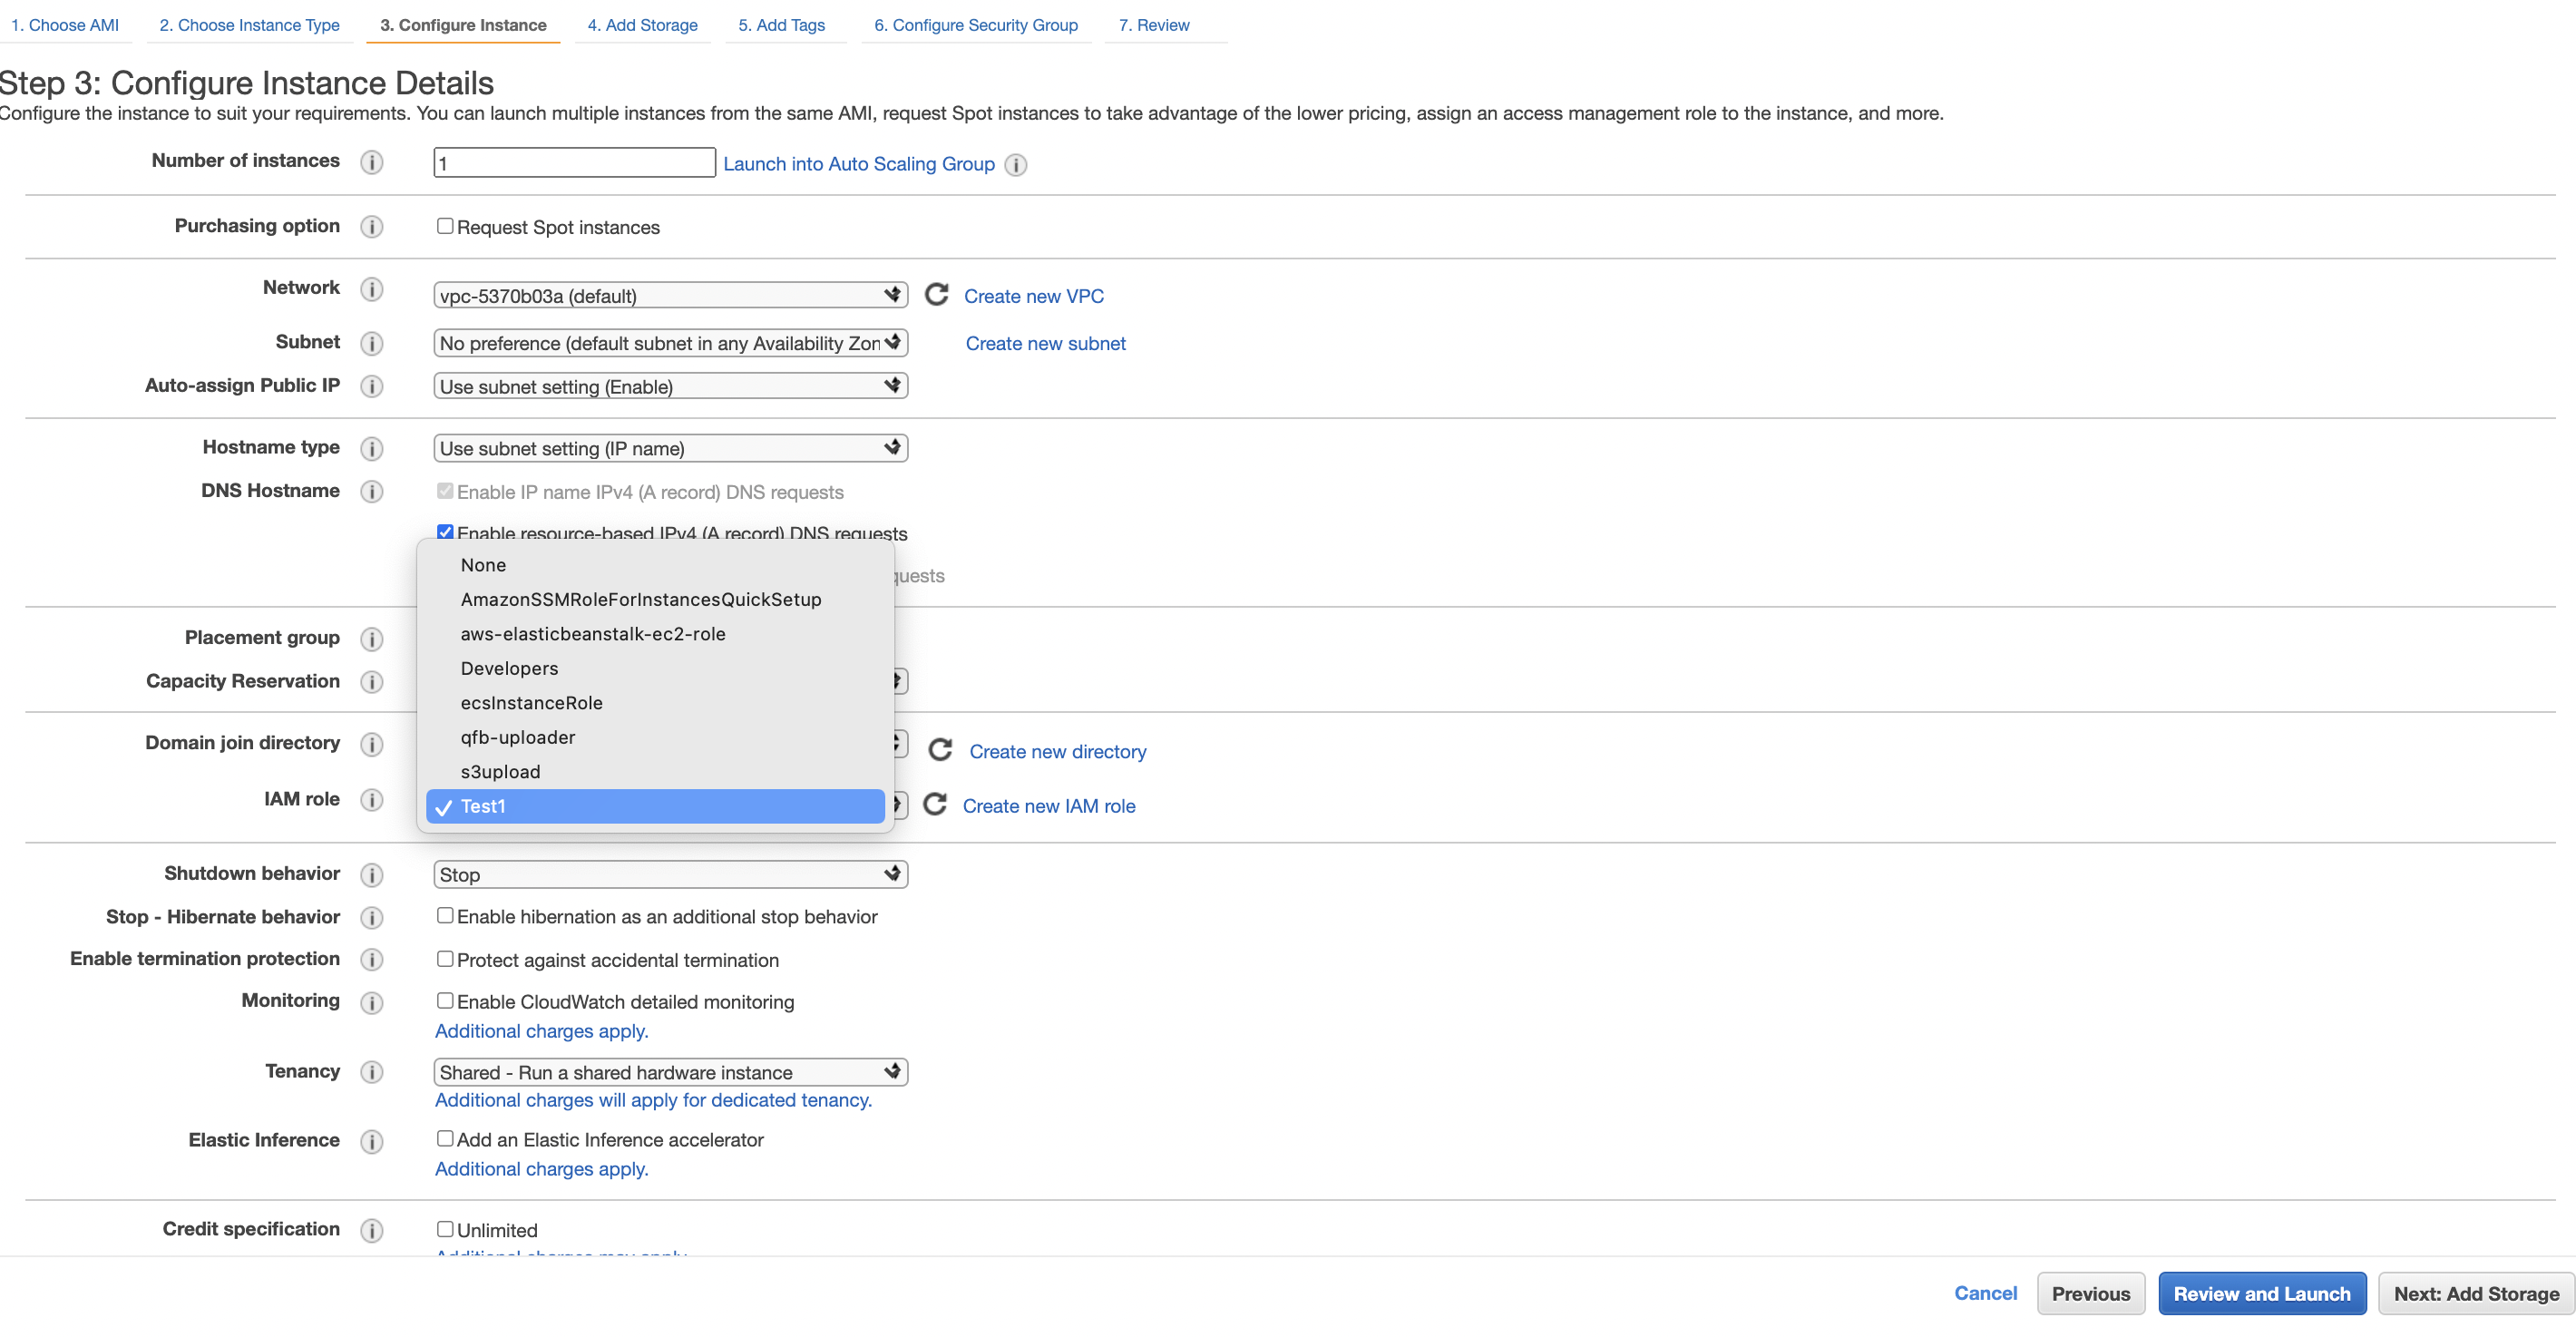 1. Choose AMI 2. Choose Instance Type 3. Configure Instance 4. Add Storage 5. Add Tags 6. Configure Security Group 7. Review
Step 3: Configure Instance Details
Configure the instance to suit your requirements. You can launch multiple instances from the same AMI, request Spot instances to take advantage of the lower pricing, assign an access management role to the instance, and more.
Number of instances i 1 Launch into Auto Scaling Group i
Purchasing option i Request Spot instances
Network i vpc-5370b03a (default) Create new VPC
Subnet i No preference (default subnet in any Availability Zon Create new subnet
Auto-assign Public IP i Use subnet setting (Enable)
Hostname type i Use subnet setting (IP name)
DNS Hostname i Enable IP name IPv4 (A record) DNS requests
Enable resource-based IPv4 (A record) DNS requests
None
quests
AmazonSSMRoleForInstancesQuickSetup
aws-elasticbeanstalk-ec2-role
Placement group i
Developers
Capacity Reservation i
ecsInstanceRole
qfb-uploader
Domain join directory i Create new directory
s3upload
IAM role i Test1 Create new IAM role
Shutdown behavior i Stop
Stop - Hibernate behavior i Enable hibernation as an additional stop behavior
Enable termination protection i Protect against accidental termination
Monitoring i Enable CloudWatch detailed monitoring
Additional charges apply.
Tenancy i Shared - Run a shared hardware instance
Additional charges will apply for dedicated tenancy.
Elastic Inference i Add an Elastic Inference accelerator
Additional charges apply.
Credit specification i Unlimited
Additional charges may apply
Cancel Previous Review and Launch Next: Add Storage